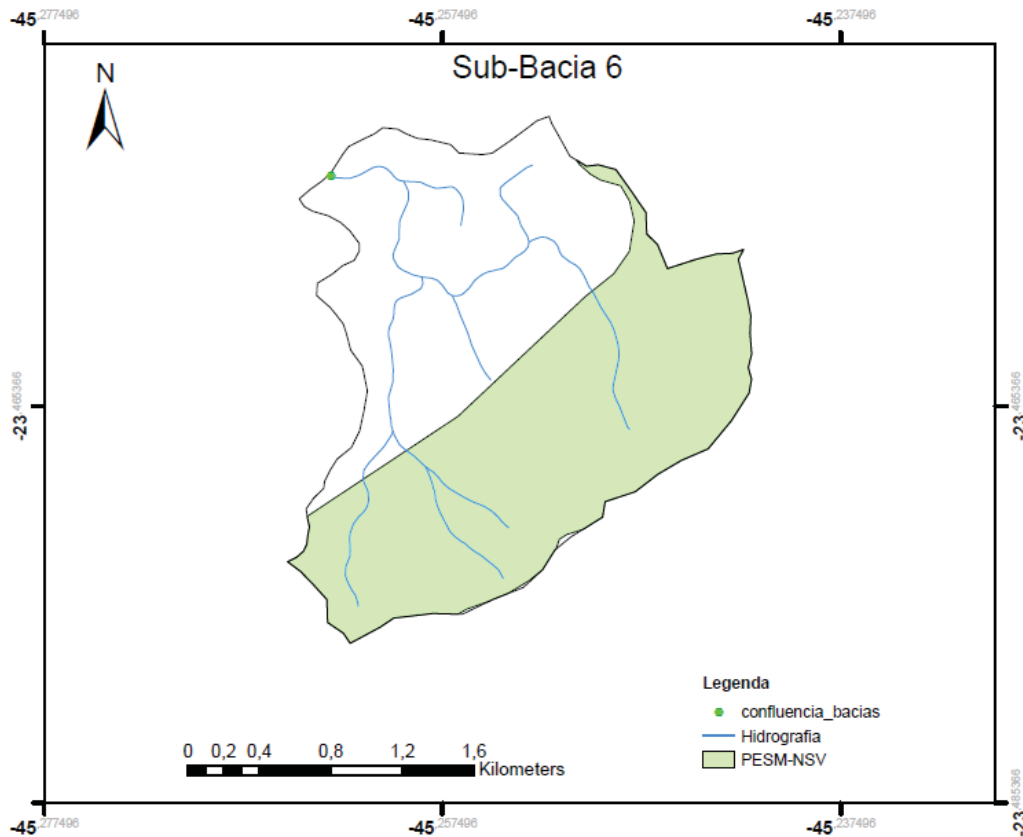 -45,277496 -45,257496 -45,237496
Sub-Bacia 6
N
-23,465366 -23,465366
Legenda
confluencia_bacias
Hidrografia
PESM-NSV
0 0,2 0,4 0,8 1,2 1,6
Kilometers
-23,485366
-45,277496 -45,257496 -45,237496